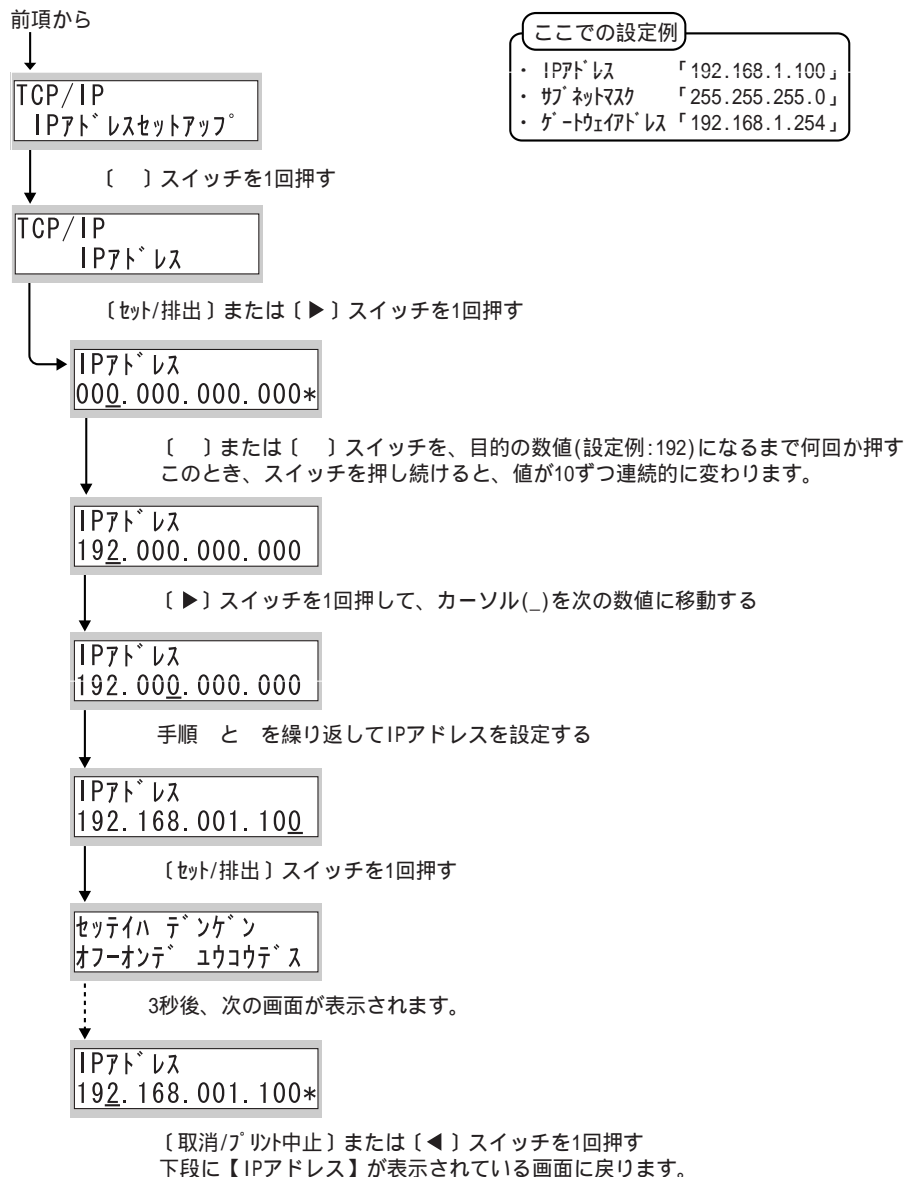 前項から
ここでの設定例
・ IPｱﾄﾞﾚｽ 「192.168.1.100」
・ ｻﾌﾞﾈｯﾄﾏｽｸ 「255.255.255.0」
・ ｹﾞｰﾄｳｪｲｱﾄﾞﾚｽ 「192.168.1.254」
TCP/IP
IPｱﾄﾞﾚｽｾｯﾄｱｯﾌﾟ
〔　〕スイッチを1回押す
TCP/IP
IPｱﾄﾞﾚｽ
〔ｾｯﾄ/排出〕または〔▶〕スイッチを1回押す
IPｱﾄﾞﾚｽ
000.000.000.000*
〔　〕または〔　〕スイッチを、目的の数値(設定例:192)になるまで何回か押す
このとき、スイッチを押し続けると、値が10ずつ連続的に変わります。
IPｱﾄﾞﾚｽ
192.000.000.000
〔▶〕スイッチを1回押して、カーソル(_)を次の数値に移動する
IPｱﾄﾞﾚｽ
192.000.000.000
手順　と　を繰り返してIPアドレスを設定する
IPｱﾄﾞﾚｽ
192.168.001.100
〔ｾｯﾄ/排出〕スイッチを1回押す
ｾｯﾃｲﾊ ﾃﾞﾝｹﾞﾝ
ｵﾌｰｵﾝﾃﾞ ﾕｳｺｳﾃﾞｽ
3秒後、次の画面が表示されます。
IPｱﾄﾞﾚｽ
192.168.001.100*
〔取消/ﾌﾟﾘﾝﾄ中止〕または〔◀〕スイッチを1回押す
下段に【IPアドレス】が表示されている画面に戻ります。